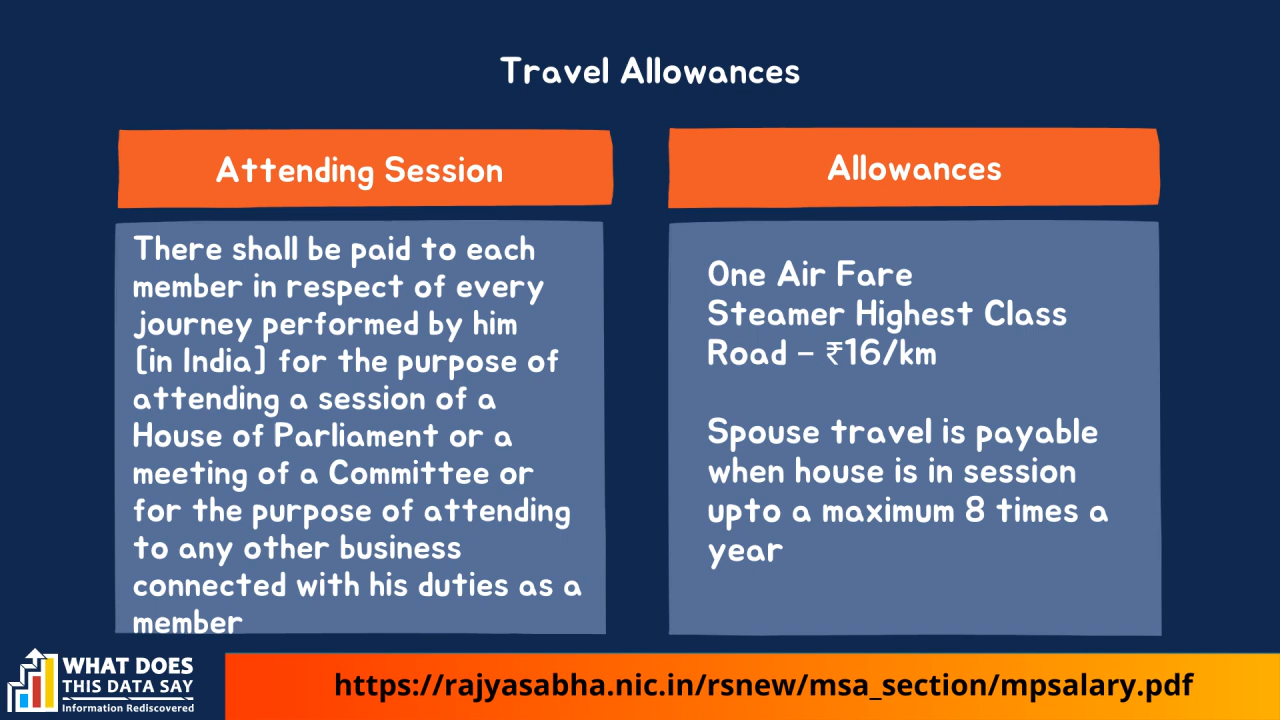 Travel Allowances
Attending Session
There shall be paid to each
member in respect of every
journey performed by him
[in India] for the purpose of
attending a session of a
House of Parliament or a
meeting of a Committee or
for the purpose of attending
to any other business
connected with his duties as a
member
Allowances
One Air Fare
Steamer Highest Class
Road – ₹16/km
Spouse travel is payable
when house is in session
upto a maximum 8 times a
year
WHAT DOES
THIS DATA SAY
Information Rediscovered
https://rajyasabha.nic.in/rsnew/msa_section/mpsalary.pdf